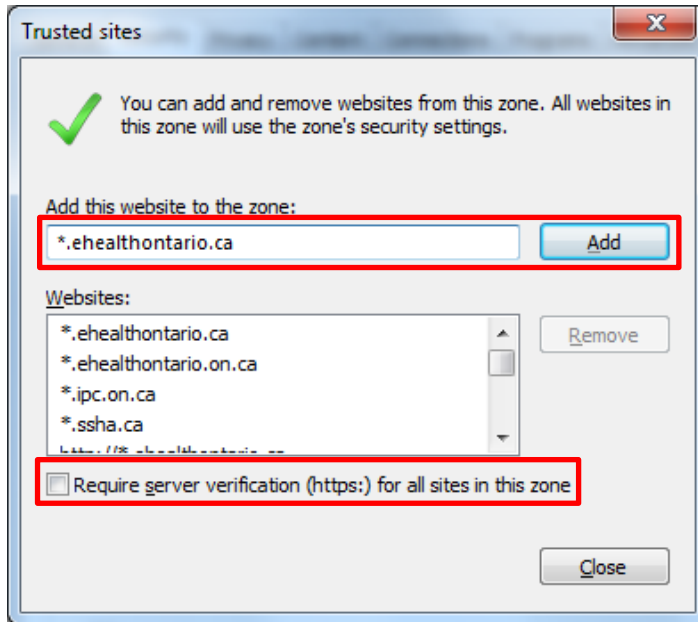 Trusted sites
You can add and remove websites from this zone. All websites in
this zone will use the zone's security settings.
Add this website to the zone:
*.ehealthontario.ca
Add
Websites:
*.ehealthontario.ca
*.ehealthontario.on.ca
*.ipc.on.ca
*.ssha.ca
Remove
Require server verification (https:) for all sites in this zone
Close